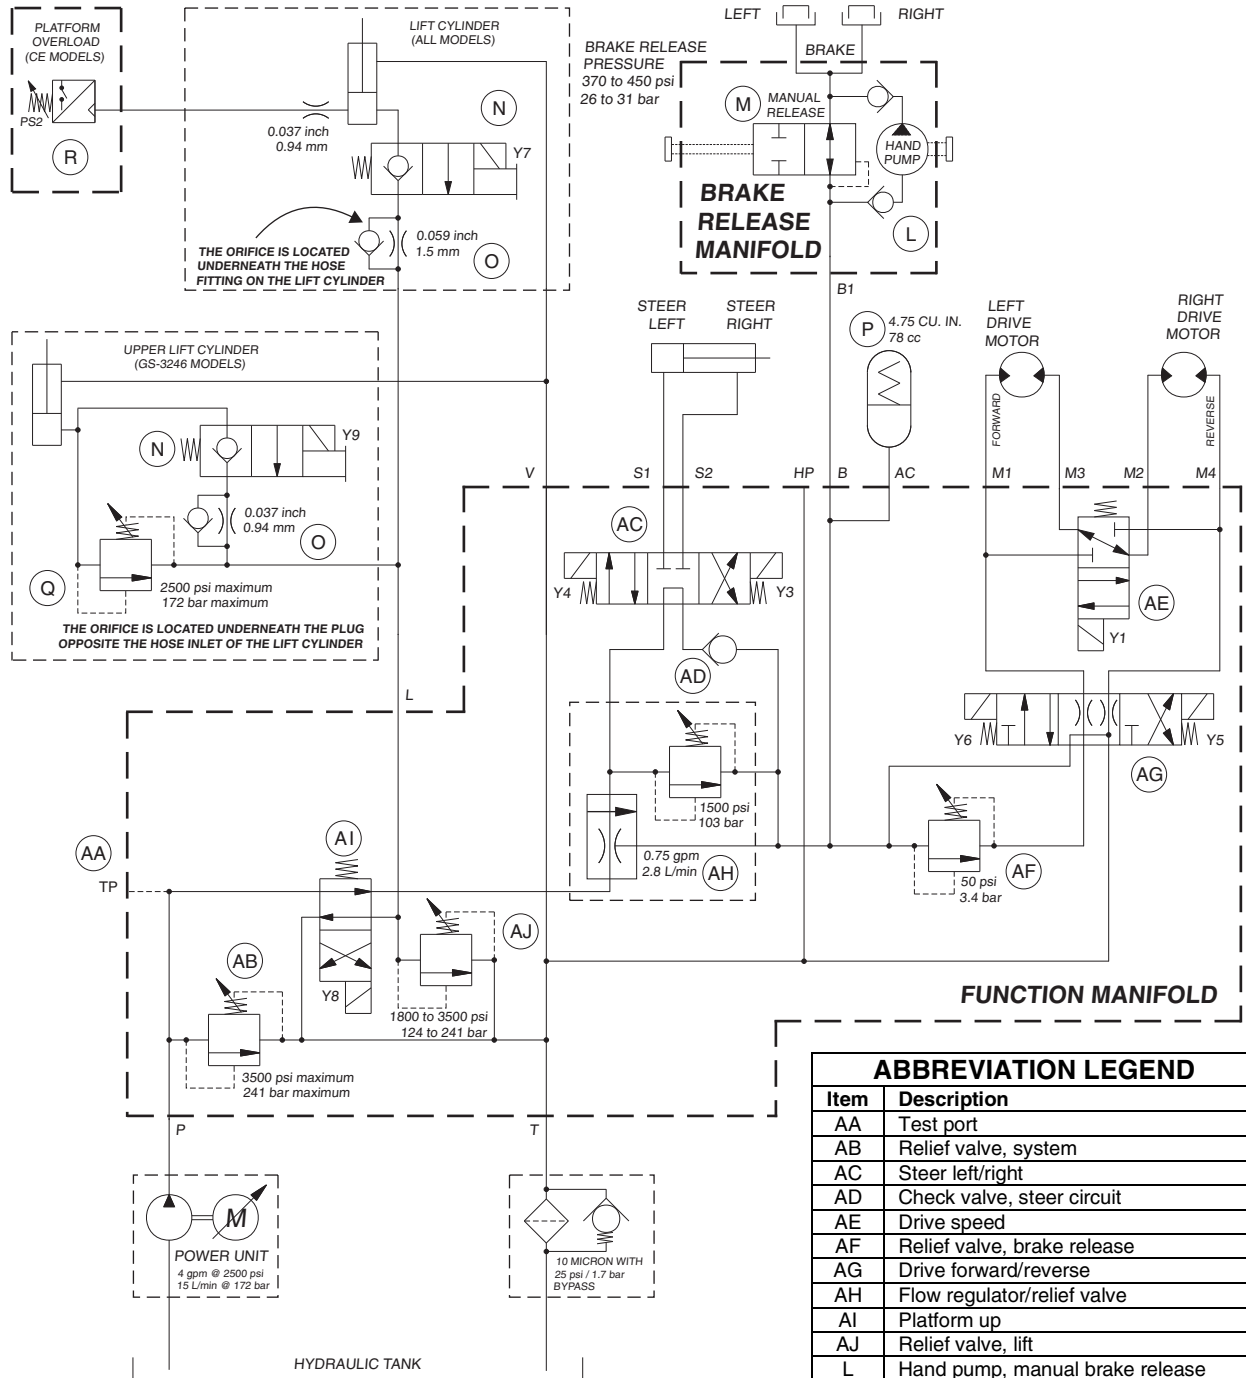 PLATFORM
OVERLOAD
(CE MODELS)
PS2
R
LIFT CYLINDER
(ALL MODELS)
0.037 inch
0.94 mm
N
Y7
0.059 inch
1.5 mm
O
THE ORIFICE IS LOCATED
UNDERNEATH THE HOSE
FITTING ON THE LIFT CYLINDER
LEFT
RIGHT
BRAKE
BRAKE RELEASE
PRESSURE
370 to 450 psi
26 to 31 bar
M
MANUAL
RELEASE
HAND
PUMP
BRAKE
RELEASE
MANIFOLD
L
B1
UPPER LIFT CYLINDER
(GS-3246 MODELS)
N
Y9
0.037 inch
0.94 mm
O
Q
2500 psi maximum
172 bar maximum
THE ORIFICE IS LOCATED UNDERNEATH THE PLUG
OPPOSITE THE HOSE INLET OF THE LIFT CYLINDER
STEER
LEFT
STEER
RIGHT
P
4.75 CU. IN.
78 cc
LEFT
DRIVE
MOTOR
RIGHT
DRIVE
MOTOR
FORWARD
REVERSE
V
S1
S2
HP
B
AC
M1
M3
M2
M4
AC
Y4
Y3
AE
Y1
AD
L
Y6
Y5
AG
1500 psi
103 bar
0.75 gpm
2.8 L/min
AH
AF
50 psi
3.4 bar
AA
TP
AI
AJ
AB
Y8
1800 to 3500 psi
124 to 241 bar
3500 psi maximum
241 bar maximum
FUNCTION MANIFOLD
P
T
M
POWER UNIT
4 gpm @ 2500 psi
15 L/min @ 172 bar
10 MICRON WITH
25 psi / 1.7 bar
BYPASS
HYDRAULIC TANK
ABBREVIATION LEGEND
Item Description
AA Test port
AB Relief valve, system
AC Steer left/right
AD Check valve, steer circuit
AE Drive speed
AF Relief valve, brake release
AG Drive forward/reverse
AH Flow regulator/relief valve
AI Platform up
AJ Relief valve, lift
L Hand pump, manual brake release